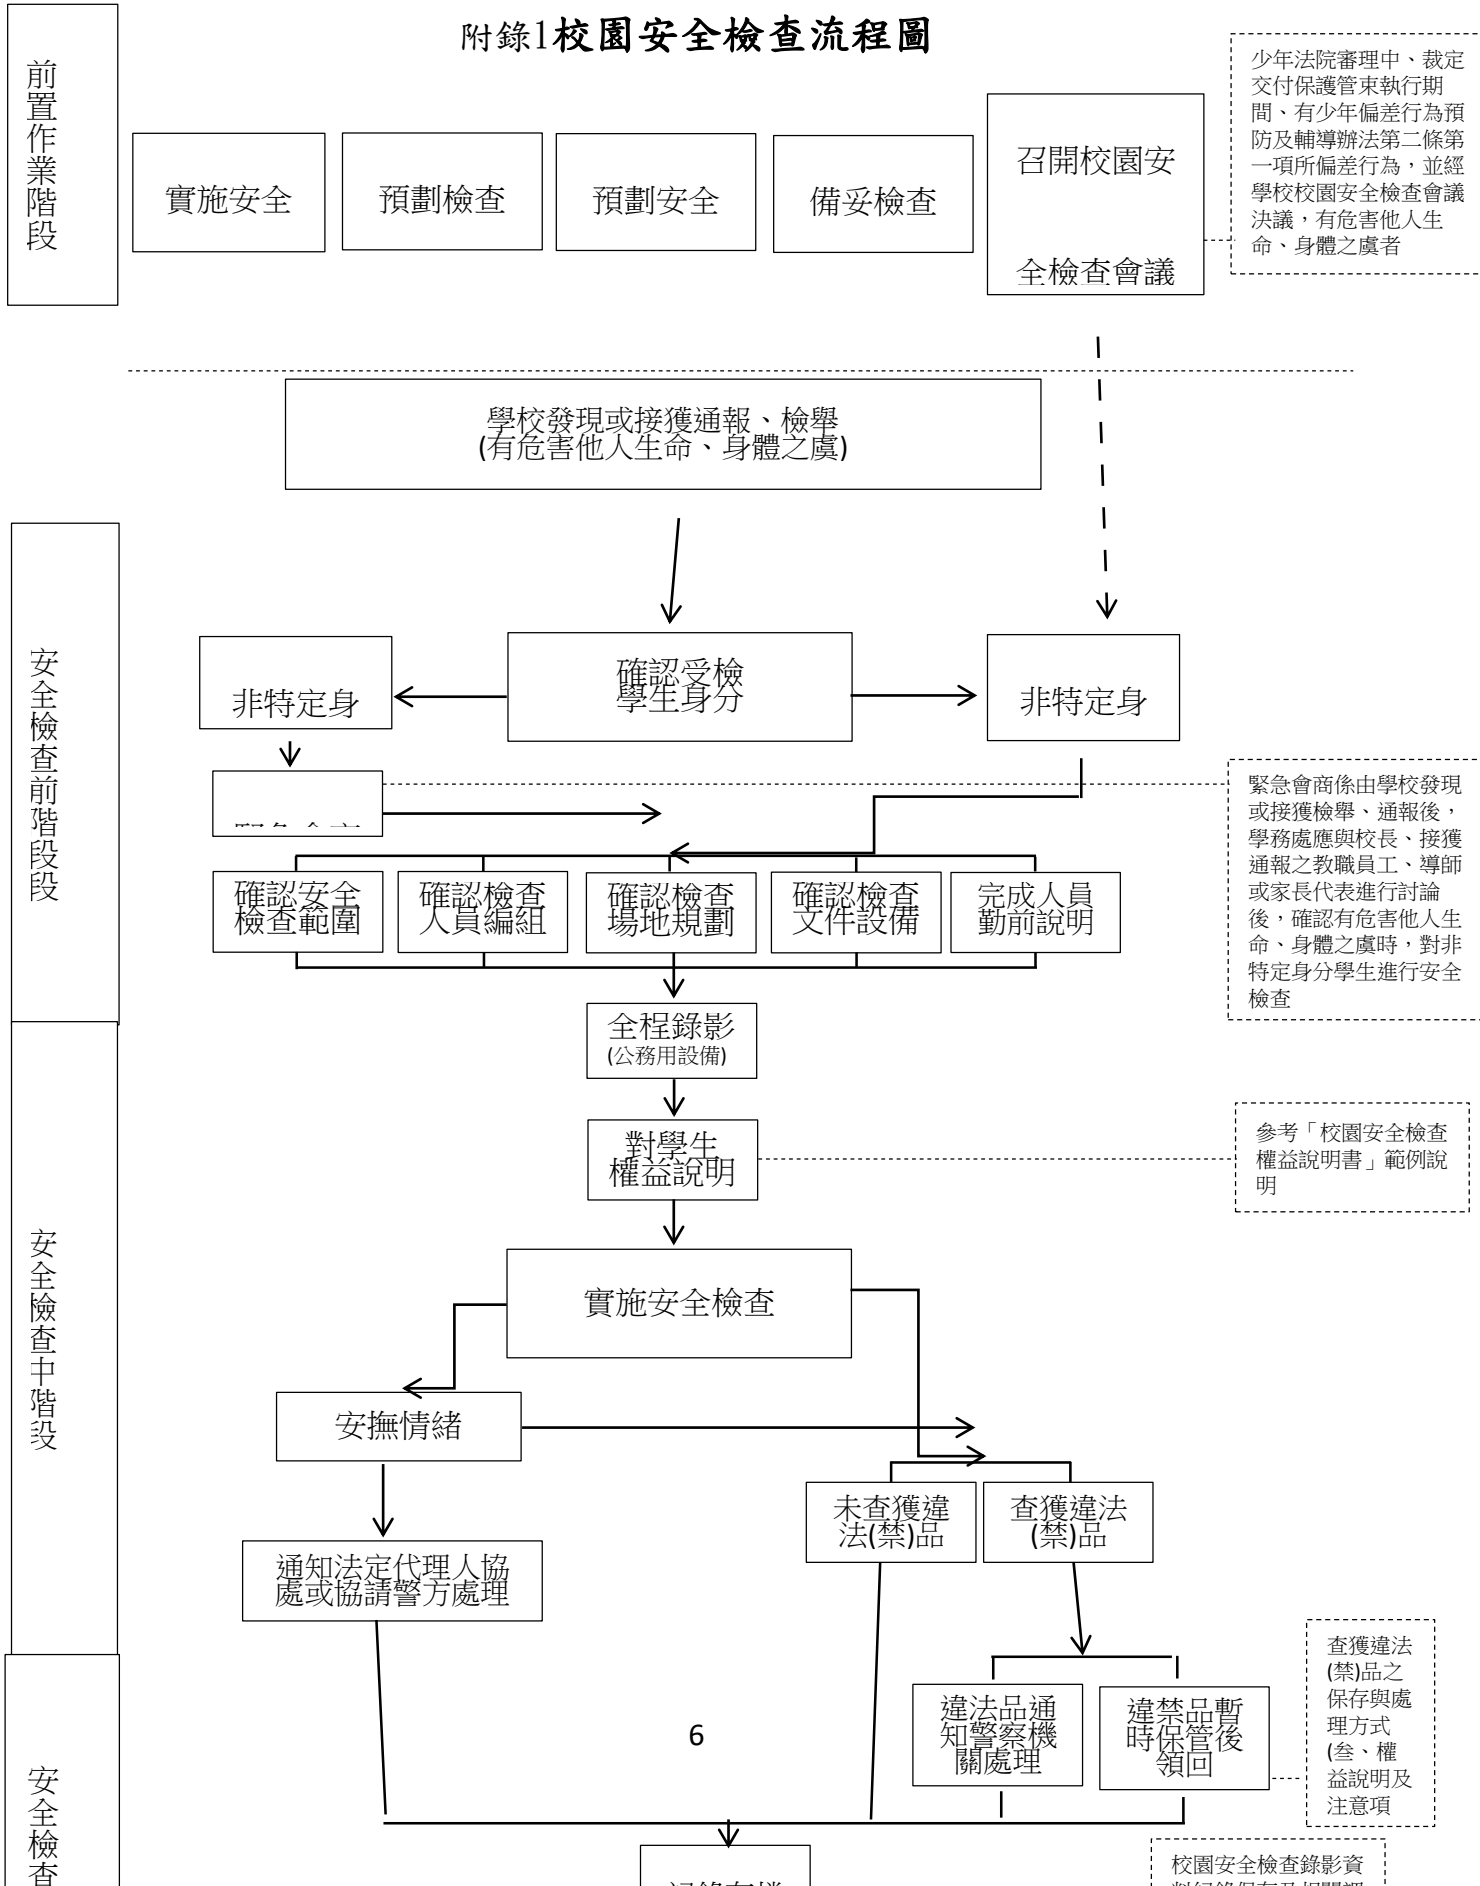 附錄1校園安全檢查流程圖
前置作業階段
實施安全
預劃檢查
預劃安全
備妥檢查
召開校園安
全檢查會議
少年法院審理中、裁定
交付保護管束執行期
間、有少年偏差行為預
防及輔導辦法第二條第
一項所偏差行為，並經
學校校園安全檢查會議
決議，有危害他人生
命、身體之虞者
學校發現或接獲通報、檢舉
(有危害他人生命、身體之虞)
安全檢查前階段段
非特定身
確認受檢
學生身分
非特定身
緊急會商係由學校發現
或接獲檢舉、通報後，
學務處應與校長、接獲
通報之教職員工、導師
或家長代表進行討論
後，確認有危害他人生
命、身體之虞時，對非
特定身分學生進行安全
檢查
確認安全
檢查範圍
確認檢查
人員編組
確認檢查
場地規劃
確認檢查
文件設備
完成人員
勤前說明
安全檢查中階段
全程錄影
(公務用設備)
對學生
權益說明
參考「校園安全檢查
權益說明書」範例說
明
實施安全檢查
安撫情緒
未查獲違
法(禁)品
查獲違法
(禁)品
通知法定代理人協
處或協請警方處理
違法品通
知警察機
關處理
違禁品暫
時保管後
領回
查獲違法
(禁)品之
保存與處
理方式
(叁、權
益說明及
注意項
6
安全檢查
校園安全檢查錄影資